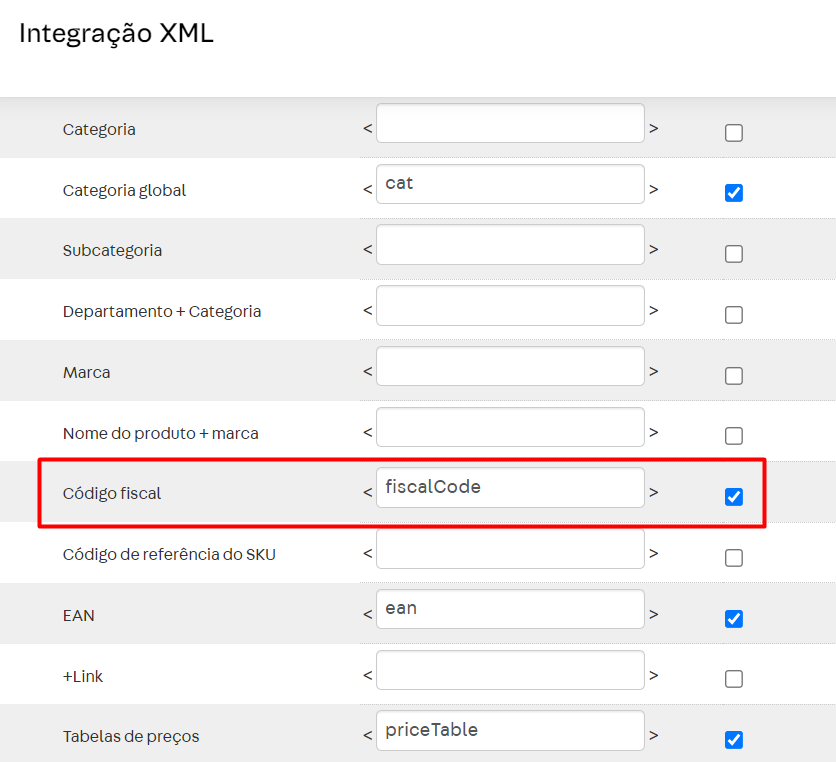 Integração XML
Categoria < >
Categoria global < cat >
Subcategoria < >
Departamento + Categoria < >
Marca < >
Nome do produto + marca < >
Código fiscal < fiscalCode >
Código de referência do SKU < >
EAN < ean >
+Link < >
Tabelas de preços < priceTable >